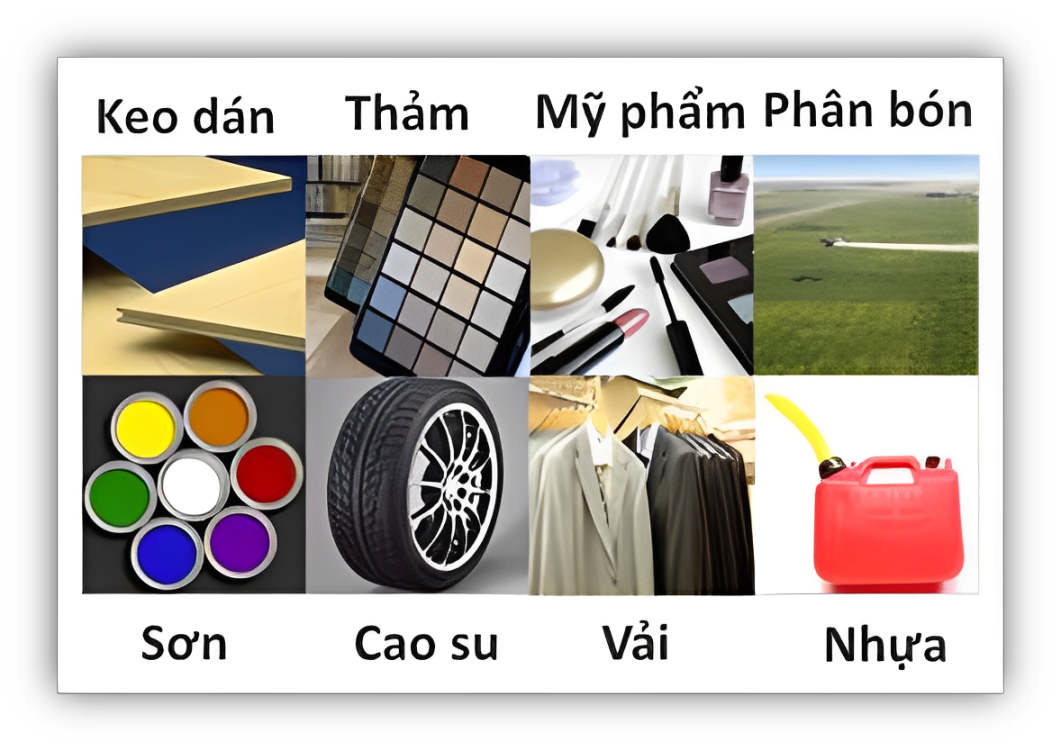 Keo dán Thảm Mỹ phẩm Phân bón
Sơn Cao su Vải Nhựa